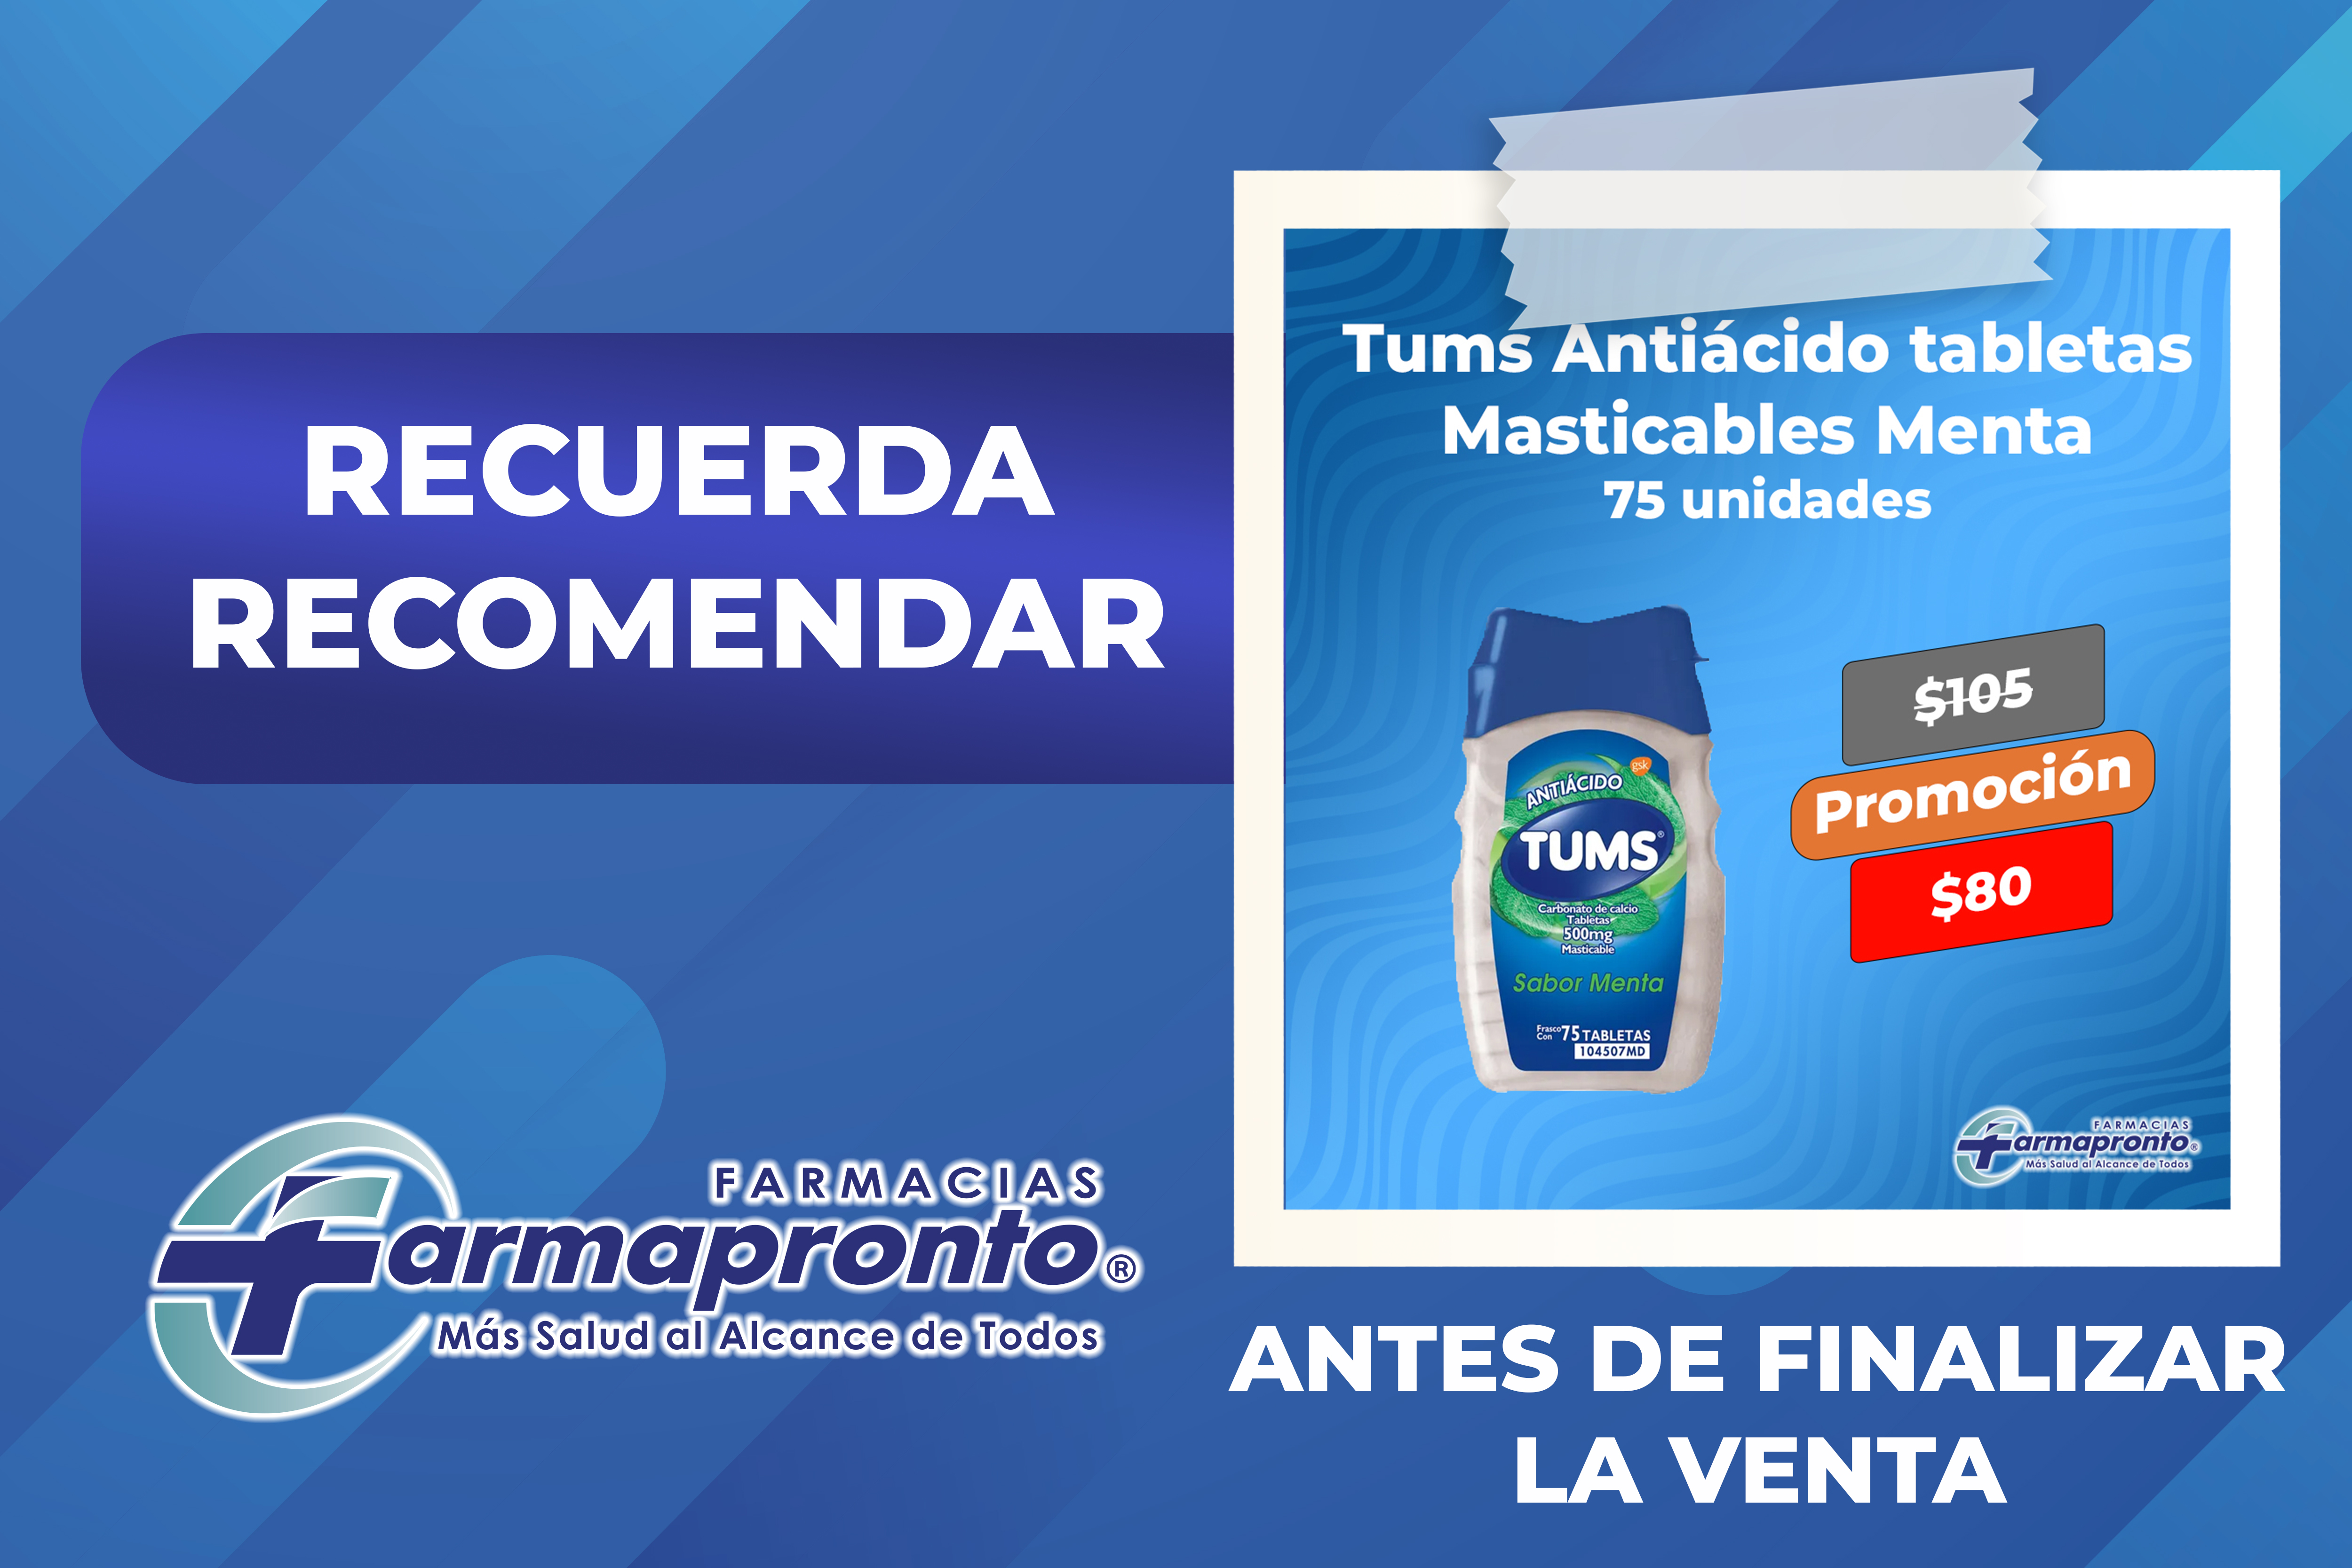 RECUERDA
RECOMENDAR
Tums Antiácido tabletas
Masticables Menta
75 unidades
$105
Promoción
$80
gsk
ANTIÁCIDO
TUMS®
Carbonato de calcio
Tabletas
500mg
Masticable
Sabor Menta
Frasco
Con 75 TABLETAS
104507MD
FARMACIAS
Farmapronto®
Más Salud al Alcance de Todos
FARMACIAS
Farmapronto®
Más Salud al Alcance de Todos
ANTES DE FINALIZAR
LA VENTA